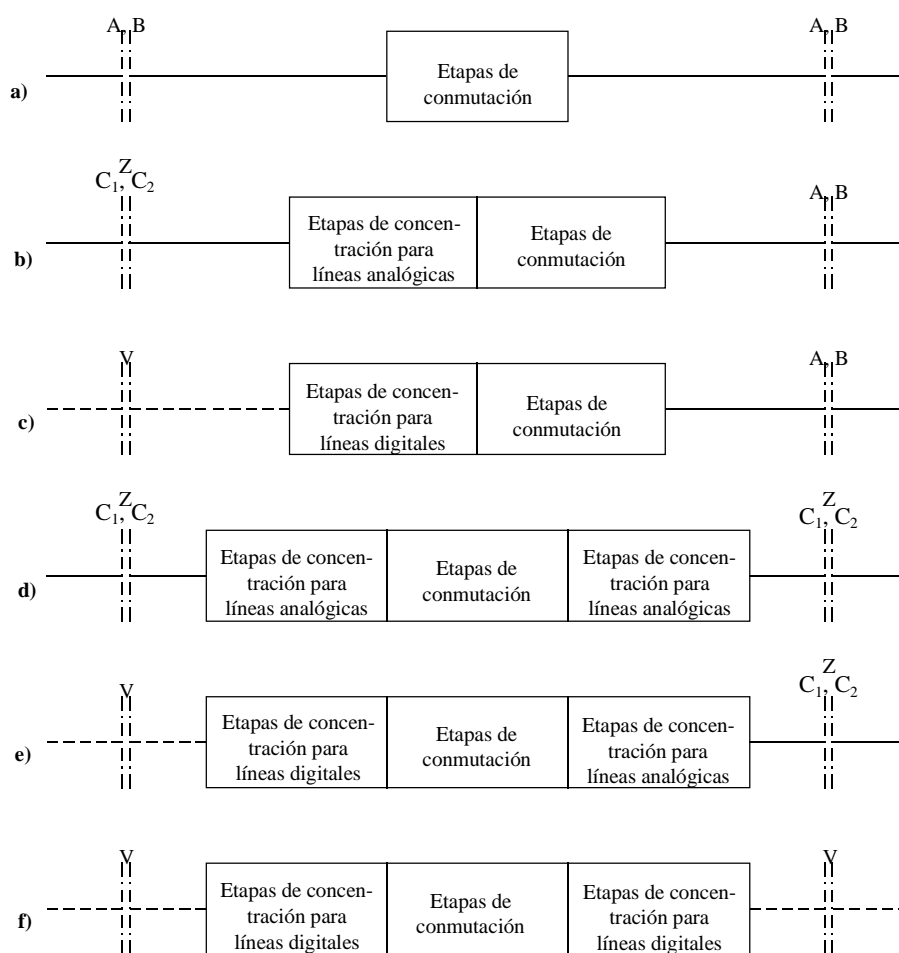 A, B A, B
a)
Etapas de
conmutación
Z
C₁, C₂ A, B
b)
Etapas de concen-
tración para
líneas analógicas
Etapas de
conmutación
V A, B
c)
Etapas de concen-
tración para
líneas digitales
Etapas de
conmutación
Z Z
C₁, C₂ C₁, C₂
d)
Etapas de concen-
tración para
líneas analógicas
Etapas de
conmutación
Etapas de concen-
tración para
líneas analógicas
V Z
C₁, C₂
e)
Etapas de concen-
tración para
líneas digitales
Etapas de
conmutación
Etapas de concen-
tración para
líneas analógicas
V V
f)
Etapas de concen-
tración para
líneas digitales
Etapas de
conmutación
Etapas de concen-
tración para
líneas digitales